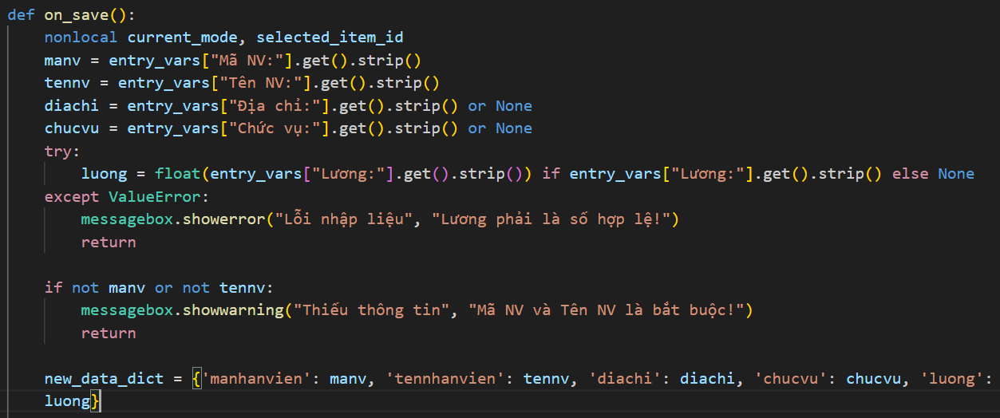 def on_save():
    nonlocal current_mode, selected_item_id
    manv = entry_vars["Mã NV:"].get().strip()
    tennv = entry_vars["Tên NV:"].get().strip()
    diachi = entry_vars["Địa chỉ:"].get().strip() or None
    chucvu = entry_vars["Chức vụ:"].get().strip() or None
    try:
        luong = float(entry_vars["Lương:"].get().strip()) if entry_vars["Lương:"].get().strip() else None
    except ValueError:
        messagebox.showerror("Lỗi nhập liệu", "Lương phải là số hợp lệ!")
        return

    if not manv or not tennv:
        messagebox.showwarning("Thiếu thông tin", "Mã NV và Tên NV là bắt buộc!")
        return

    new_data_dict = {'manhanvien': manv, 'tennhanvien': tennv, 'diachi': diachi, 'chucvu': chucvu, 'luong':
    luong}